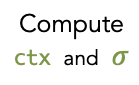 Compute
ctx and σ